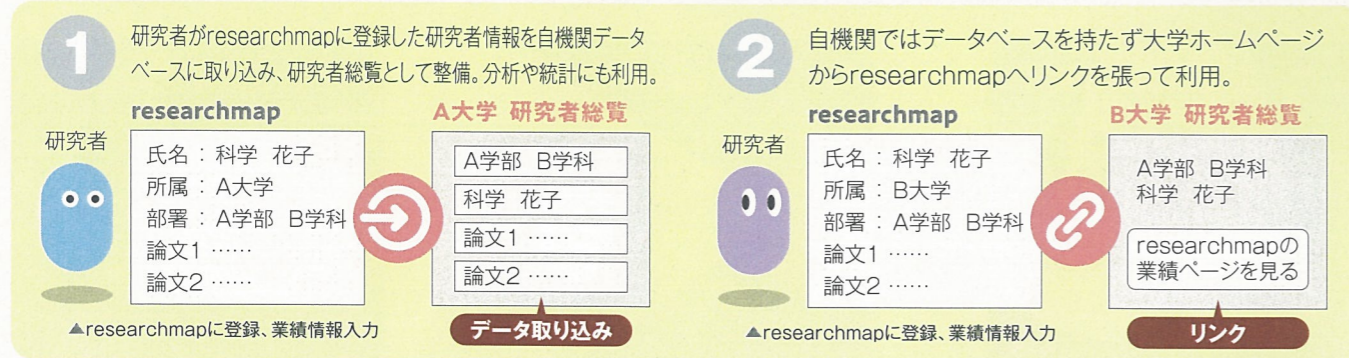 1
研究者がresearchmapに登録した研究者情報を自機関データ
ベースに取り込み、研究者総覧として整備。分析や統計にも利用。
researchmap
A大学 研究者総覧
研究者
氏名：科学 花子
所属：A大学
部署：A学部 B学科
論文1 ……
論文2 ……
A学部 B学科
科学 花子
論文1 ……
論文2 ……
▲researchmapに登録、業績情報入力
データ取り込み
2
自機関ではデータベースを持たず大学ホームページ
からresearchmapへリンクを張って利用。
researchmap
B大学 研究者総覧
研究者
氏名：科学 花子
所属：B大学
部署：A学部 B学科
論文1 ……
論文2 ……
A学部 B学科
科学 花子
researchmapの
業績ページを見る
▲researchmapに登録、業績情報入力
リンク